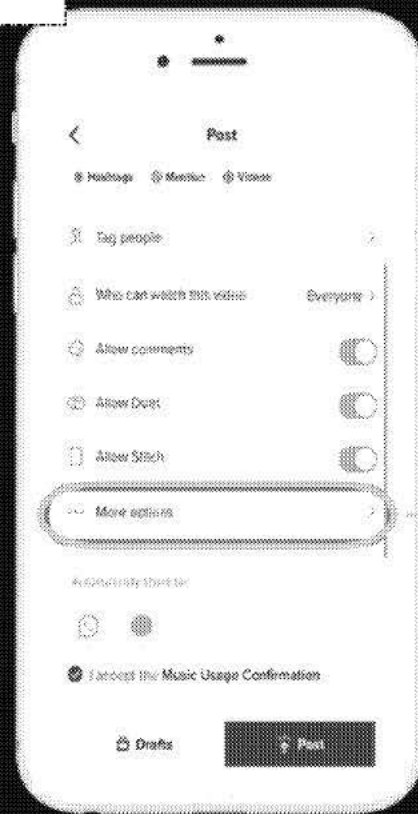 Post
Hashtags Mention Videos
Tag people
Who can watch this video Everyone
Allow comments
Allow Duet
Allow Stitch
More options
Automatically share to:
I accept the Music Usage Confirmation
Drafts Post